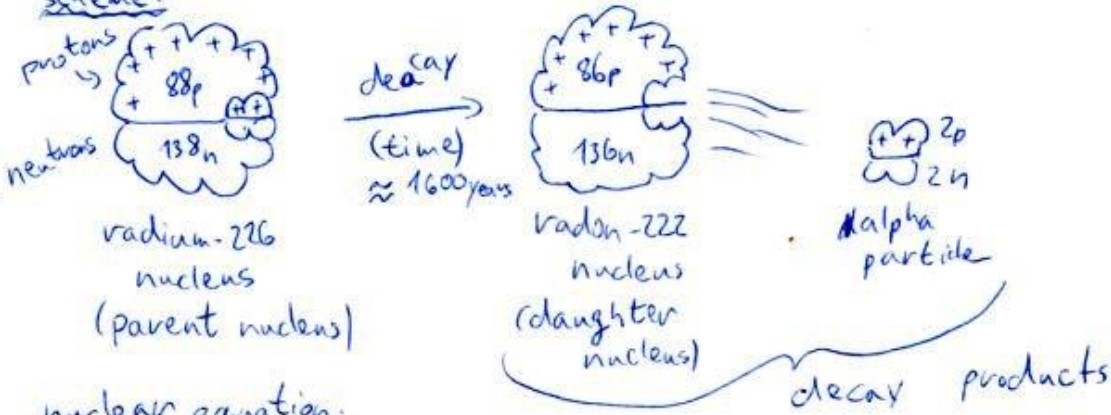 scheme:
protons
88p
neutrons
138n
radium-226
nucleus
(parent nucleus)
decay
(time)
≈ 1600 years
86p
136n
radon-222
nucleus
(daughter
nucleus)
2p
2n
alpha
particle
decay products
nuclear equation: